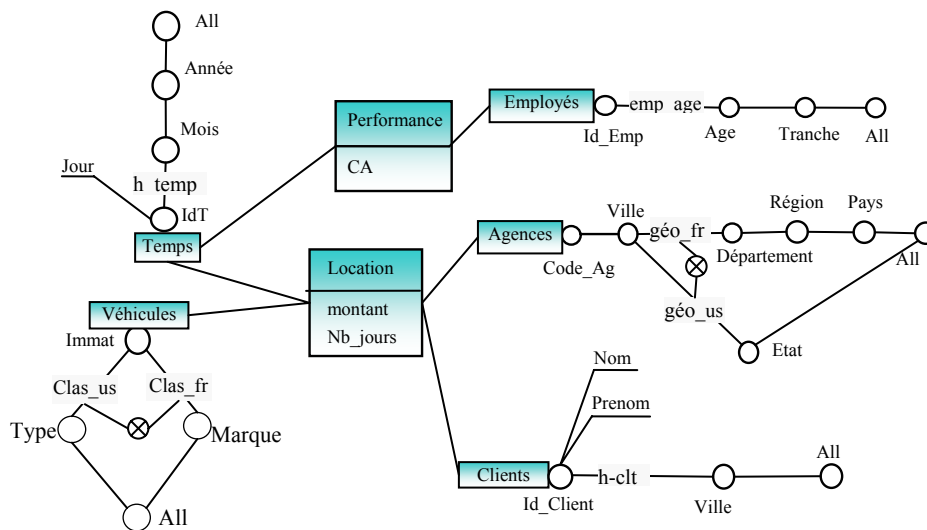 All
Année
Mois
Jour
h_temp
IdT
Temps
Performance
CA
Employés
Id_Emp
emp_age
Age
Tranche
All
Location
montant
Nb_jours
Agences
Code_Ag
Ville
géo_fr
Département
Région
Pays
All
géo_us
Etat
Véhicules
Immat
Clas_us
Clas_fr
Type
Marque
All
Nom
Prenom
Clients
Id_Client
h-clt
Ville
All